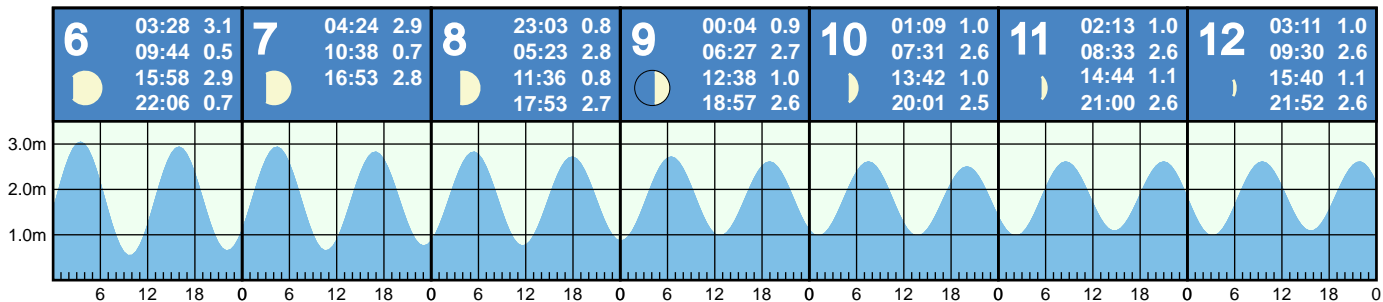 6 03:28 3.1 7 04:24 2.9 8 23:03 0.8 9 00:04 0.9 10 01:09 1.0 11 02:13 1.0 12 03:11 1.0
09:44 0.5 10:38 0.7 05:23 2.8 06:27 2.7 07:31 2.6 08:33 2.6 09:30 2.6
15:58 2.9 16:53 2.8 11:36 0.8 12:38 1.0 13:42 1.0 14:44 1.1 15:40 1.1
22:06 0.7 17:53 2.7 18:57 2.6 20:01 2.5 21:00 2.6 21:52 2.6
3.0m
2.0m
1.0m
6 12 18 0 6 12 18 0 6 12 18 0 6 12 18 0 6 12 18 0 6 12 18 0 6 12 18 0